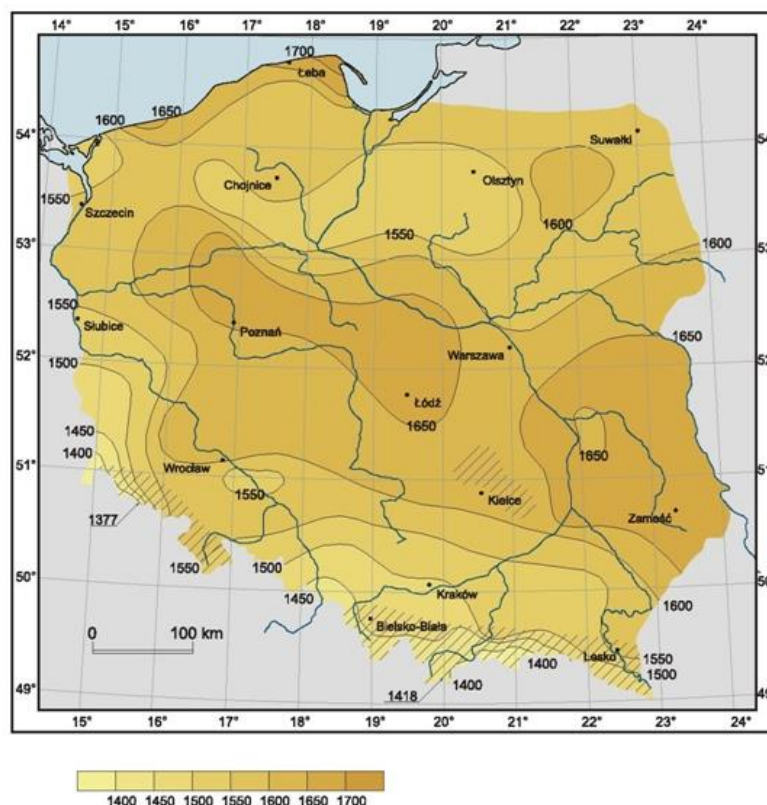 14° 15° 16° 17° 18° 19° 20° 21° 22° 23°
1700
Łeba
1650
1600
54°
Suwałki
Chojnice
Olsztyn
1550
Szczecin
1600
1550
53°
1600
1550
Słubice
Poznań
1650
Warszawa
52°
1500
Łódź
1650
1450
1400
Wrocław
1650
51°
1550
Kielce
Zamość
1377
1550
1500
50°
1450
Kraków
1600
0 100 km
Bielsko-Biała
Lesko
1550
1400
1500
1400
1418
49°
15° 16° 17° 18° 19° 20° 21° 22° 23° 24°
1400 1450 1500 1550 1600 1650 1700